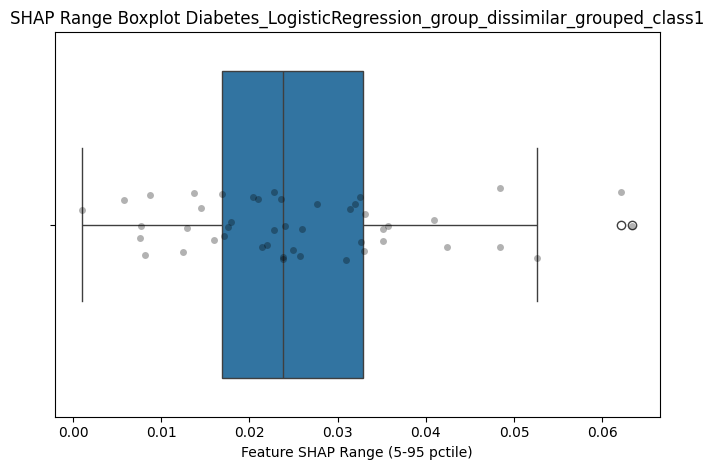 SHAP Range Boxplot Diabetes_LogisticRegression_group_dissimilar_grouped_class1
0.00 0.01 0.02 0.03 0.04 0.05 0.06
Feature SHAP Range (5-95 pctile)